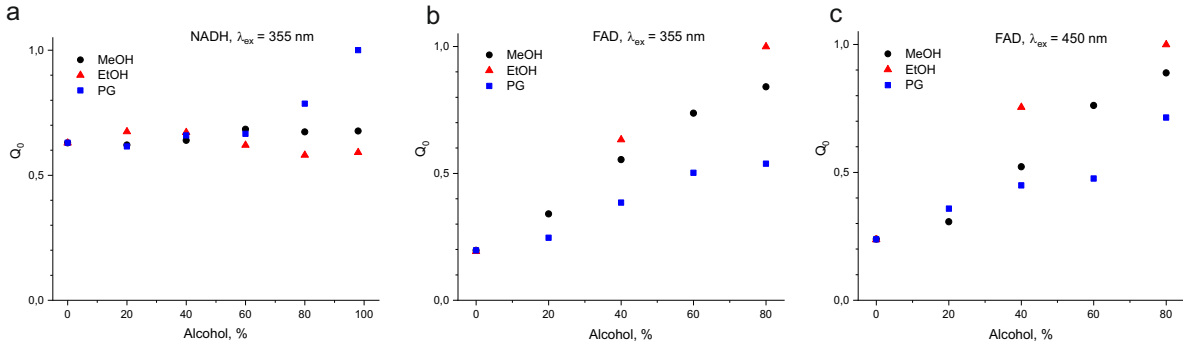 a
NADH, λex = 355 nm
MeOH
EtOH
PG
1,0
0,5
0,0
Q0
0 20 40 60 80 100
Alcohol, %
b
FAD, λex = 355 nm
MeOH
EtOH
PG
1,0
0,5
0,0
Q0
0 20 40 60 80
Alcohol, %
c
FAD, λex = 450 nm
MeOH
EtOH
PG
1,0
0,5
0,0
Q0
0 20 40 60 80
Alcohol, %